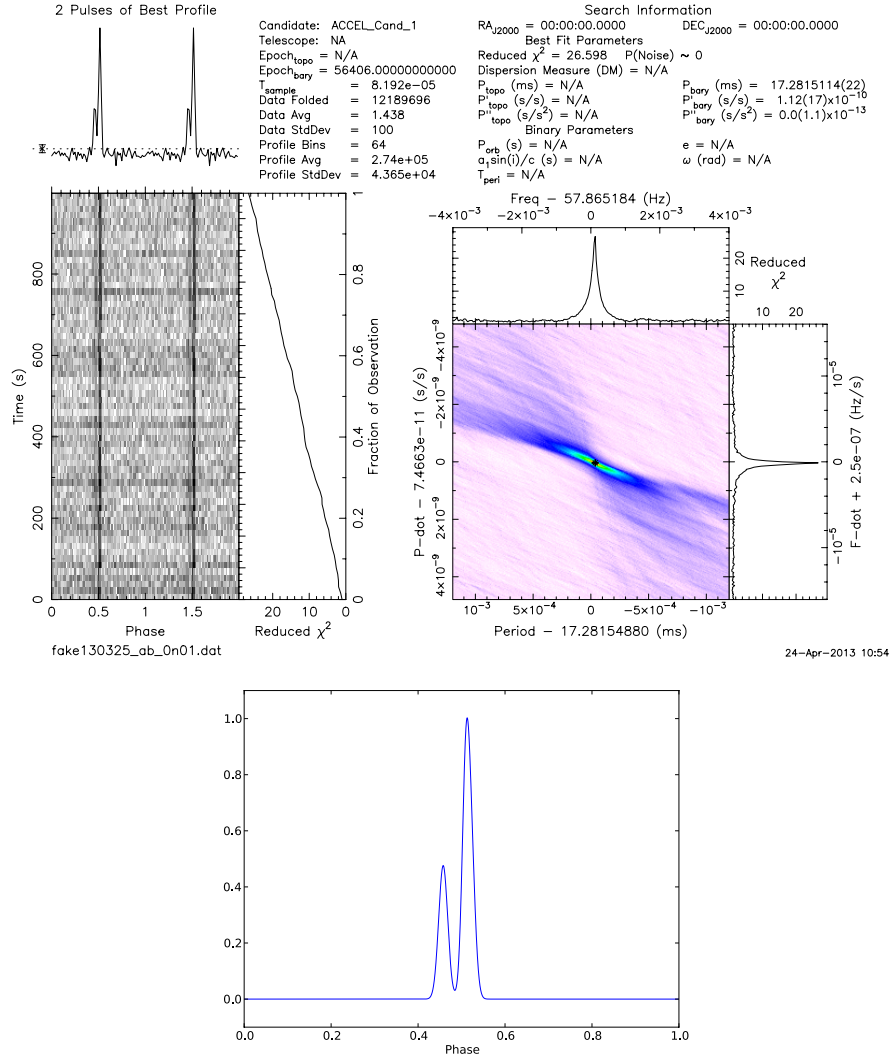 2 Pulses of Best Profile
Search Information
Candidate: ACCEL_Cand_1
Telescope: NA
Epoch_topo = N/A
Epoch_bary = 56406.00000000000
T_sample = 8.192e-05
Data Folded = 12189696
Data Avg = 1.438
Data StdDev = 100
Profile Bins = 64
Profile Avg = 2.74e+05
Profile StdDev = 4.365e+04
RA_J2000 = 00:00:00.0000 DEC_J2000 = 00:00:00.0000
Best Fit Parameters
Reduced χ² = 26.598 P(Noise) ~ 0
Dispersion Measure (DM) = N/A
P_topo (ms) = N/A P_bary (ms) = 17.2815114(22)
P'_topo (s/s) = N/A P'_bary (s/s) = 1.12(17)x10⁻¹⁰
P''_topo (s/s²) = N/A P''_bary (s/s²) = 0.0(1.1)x10⁻¹³
Binary Parameters
P_orb (s) = N/A e = N/A
a₁sin(i)/c (s) = N/A ω (rad) = N/A
T_peri = N/A
Time (s)
0 200 400 600 800
0 0.5 1 1.5
Phase
20 10 0
Reduced χ²
0 0.2 0.4 0.6 0.8 1
Fraction of Observation
fake130325_ab_0n01.dat
Freq − 57.865184 (Hz)
−4×10⁻³ −2×10⁻³ 0 2×10⁻³ 4×10⁻³
10 20
Reduced
χ²
10 20
P−dot − 7.4663e−11 (s/s)
4×10⁻⁹ 2×10⁻⁹ 0 −2×10⁻⁹ −4×10⁻⁹
10⁻³ 5×10⁻⁴ 0 −5×10⁻⁴ −10⁻³
Period − 17.28154880 (ms)
−10⁻⁵ 0 10⁻⁵
F−dot + 2.5e−07 (Hz/s)
24−Apr−2013 10:54
1.0
0.8
0.6
0.4
0.2
0.0
0.0 0.2 0.4 0.6 0.8 1.0
Phase